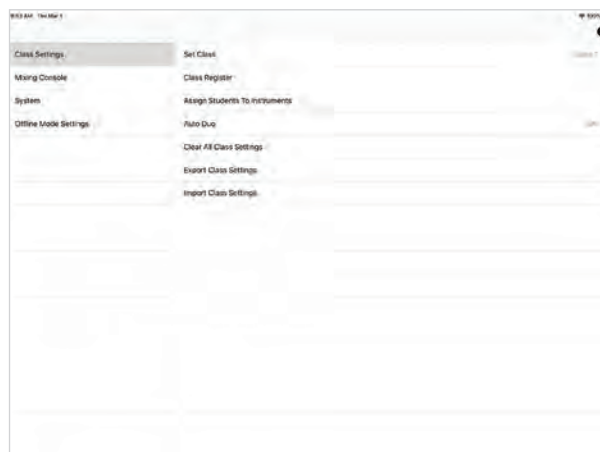 Class Settings
Mixing Console
System
Offline Mode Settings
Set Class
Class Register
Assign Students To Instruments
Auto Duo
Clear All Class Settings
Export Class Settings
Import Class Settings